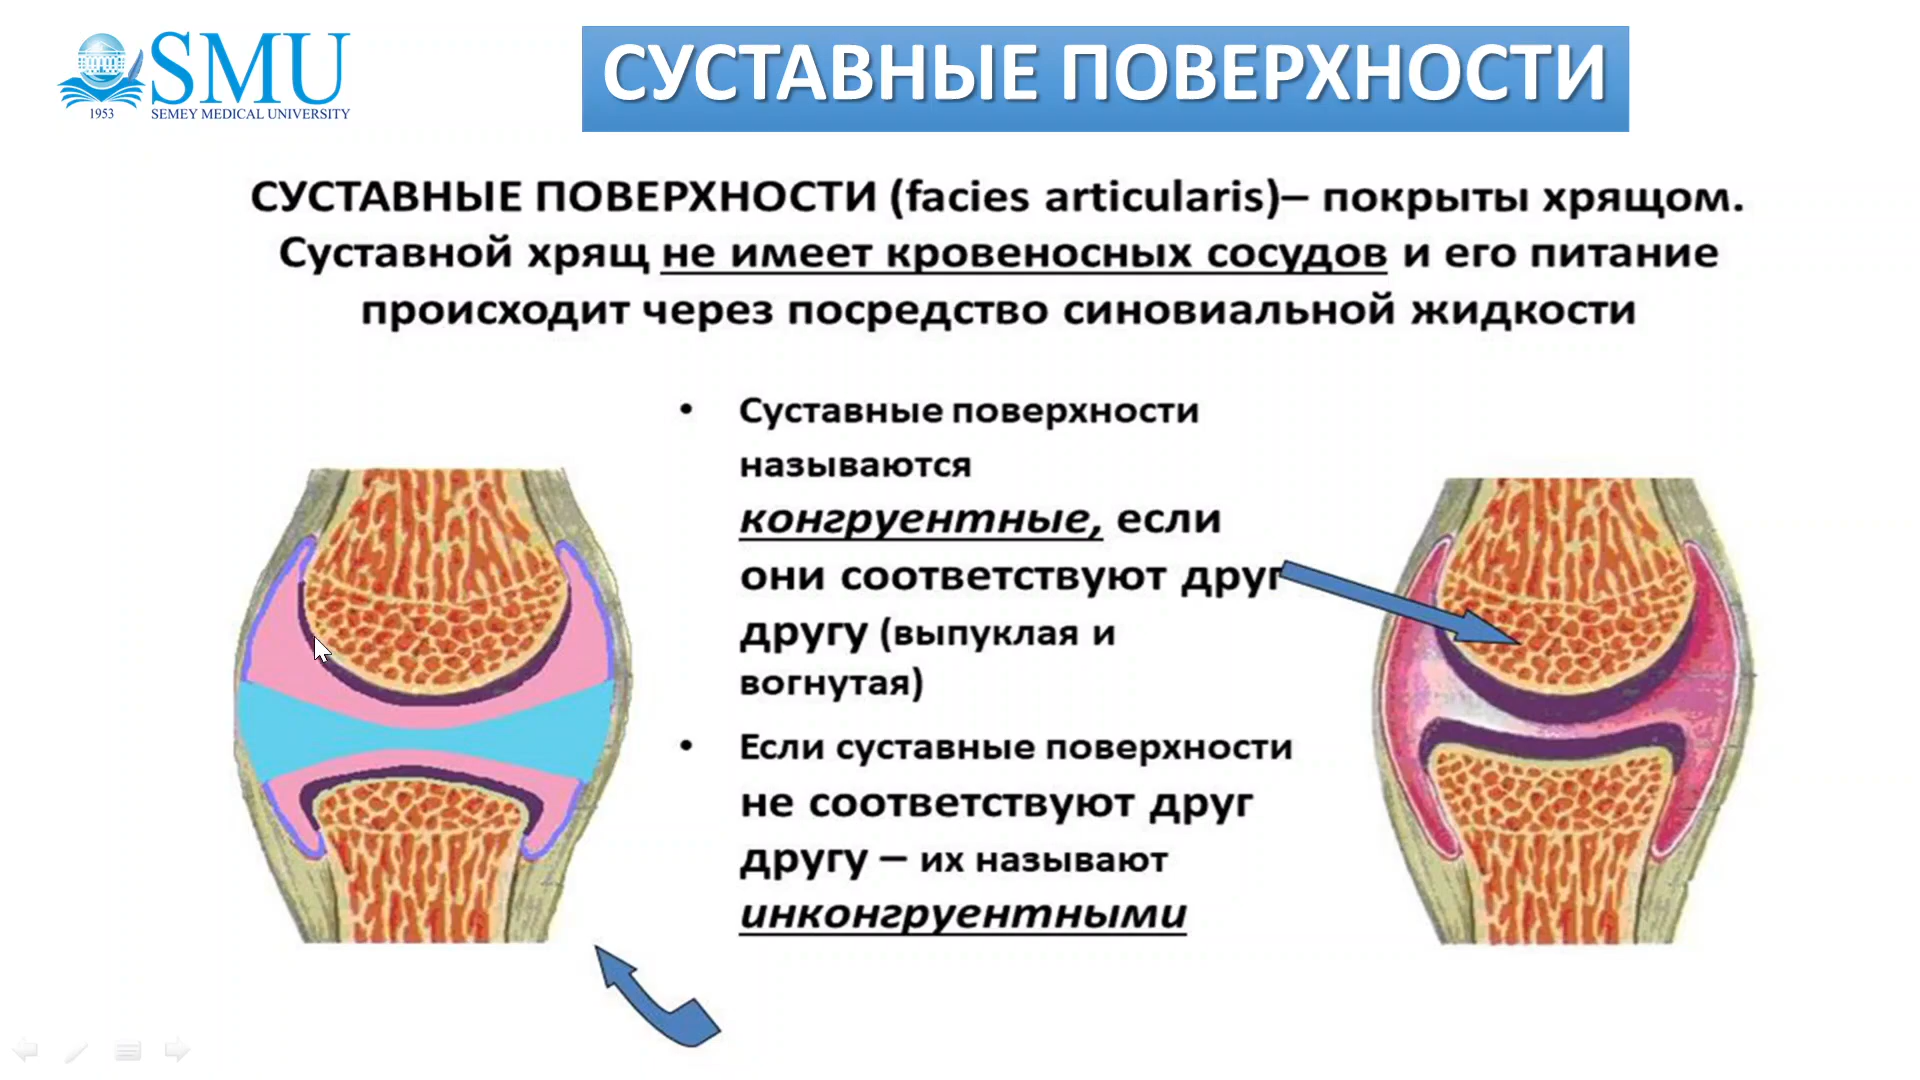 SMU
1953
SEMEY MEDICAL UNIVERSITY
СУСТАВНЫЕ ПОВЕРХНОСТИ
СУСТАВНЫЕ ПОВЕРХНОСТИ (facies articularis)– покрыты хрящом.
Суставной хрящ не имеет кровеносных сосудов и его питание
происходит через посредство синовиальной жидкости
• Суставные поверхности
называются
конгруентные, если
они соответствуют друг
другу (выпуклая и
вогнутая)
• Если суставные поверхности
не соответствуют друг
другу – их называют
инконгруентными